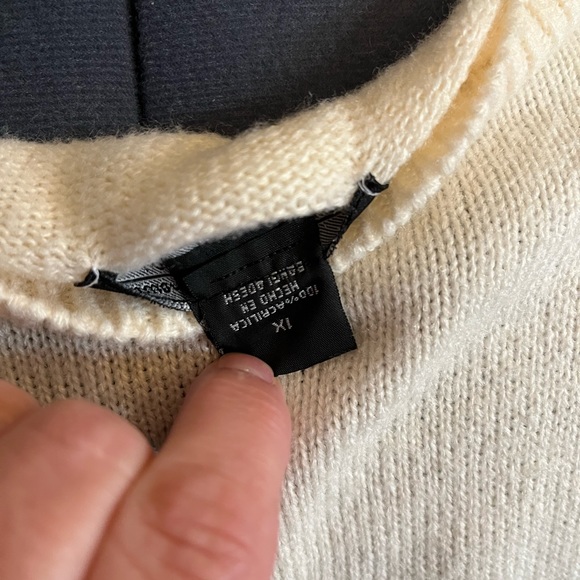 1X
100% ACRILICA
HECHO EN
BANGLADESH